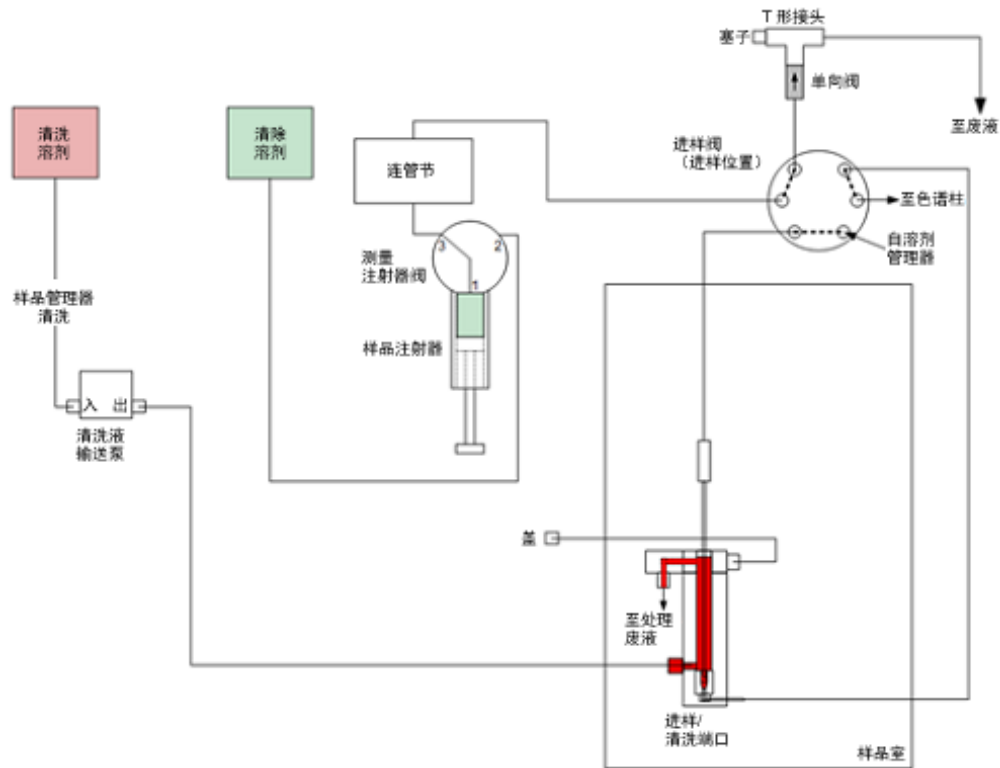 T 形接头
塞子
单向阀
至废液
清洗
溶剂
清除
溶剂
连管节
进样阀
(进样位置)
至色谱柱
自溶剂
管理器
3
2
1
测量
注射器阀
样品注射器
样品管理器
清洗
入 出
清洗液
输送泵
盖
至处理
废液
进样/
清洗端口
样品室